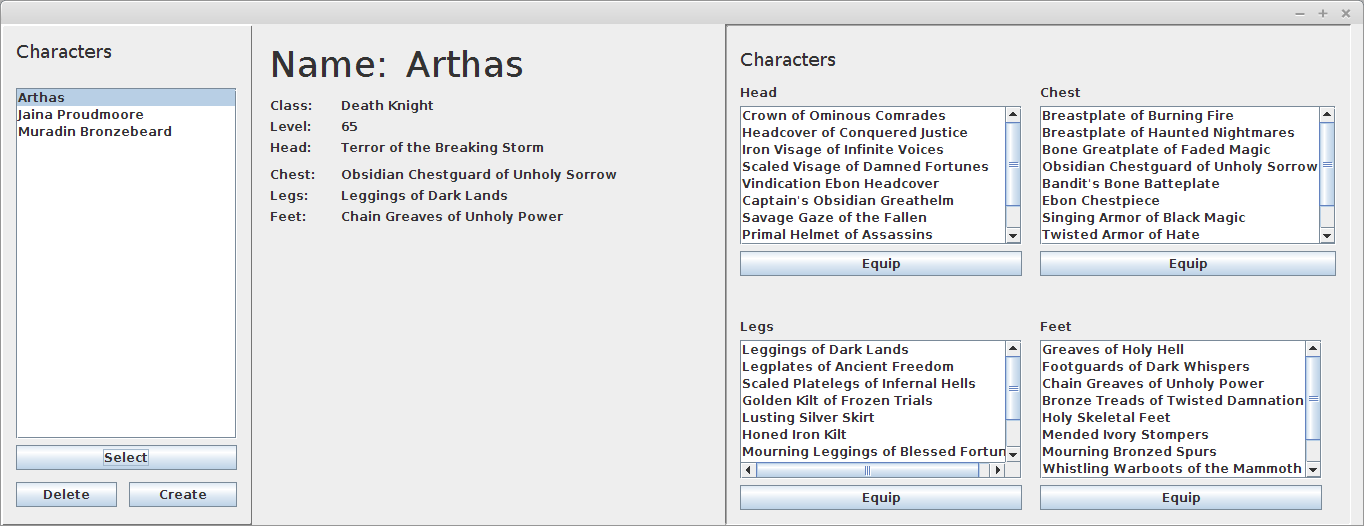 Characters
Arthas
Jaina Proudmoore
Muradin Bronzebeard
Select
Delete
Create
Name: Arthas
Class: Death Knight
Level: 65
Head: Terror of the Breaking Storm
Chest: Obsidian Chestguard of Unholy Sorrow
Legs: Leggings of Dark Lands
Feet: Chain Greaves of Unholy Power
Characters
Head
Crown of Ominous Comrades
Headcover of Conquered Justice
Iron Visage of Infinite Voices
Scaled Visage of Damned Fortunes
Vindication Ebon Headcover
Captain's Obsidian Greathelm
Savage Gaze of the Fallen
Primal Helmet of Assassins
Equip
Chest
Breastplate of Burning Fire
Breastplate of Haunted Nightmares
Bone Greatplate of Faded Magic
Obsidian Chestguard of Unholy Sorrow
Bandit's Bone Batteplate
Ebon Chestpiece
Singing Armor of Black Magic
Twisted Armor of Hate
Equip
Legs
Leggings of Dark Lands
Legplates of Ancient Freedom
Scaled Platelegs of Infernal Hells
Golden Kilt of Frozen Trials
Lusting Silver Skirt
Honed Iron Kilt
Mourning Leggings of Blessed Fortun
Equip
Feet
Greaves of Holy Hell
Footguards of Dark Whispers
Chain Greaves of Unholy Power
Bronze Treads of Twisted Damnation
Holy Skeletal Feet
Mended Ivory Stompers
Mourning Bronzed Spurs
Whistling Warboots of the Mammoth
Equip